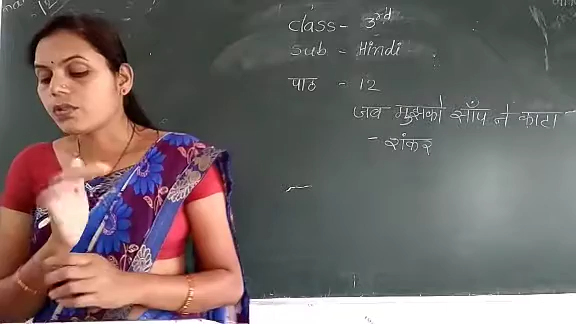 Class - 3rd
Sub - Hindi
पाठ - 12
जब मुझको साँप ने काटा -
- शंकर